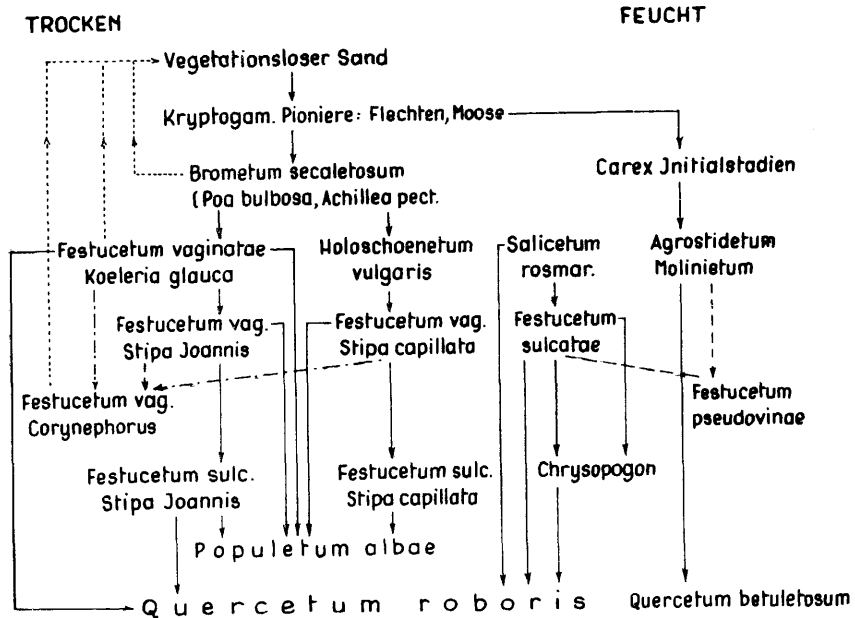 TROCKEN
FEUCHT
Vegetationsloser Sand
Kryptogam. Pioniere: Flechten, Moose
Brometum secaletosum
(Poa bulbosa, Achillea pect.
Carex Jnitialstadien
Festucetum vaginatae
Koeleria glauca
Holoschoenetum
vulgaris
Salicetum
rosmar.
Agrostidetum
Molinietum
Festucetum vag.
Stipa Joannis
Festucetum vag.
Stipa capillata
Festucetum
sulcatae
Festucetum vag.
Corynephorus
Festucetum
pseudovinae
Festucetum sulc.
Stipa Joannis
Festucetum sulc.
Stipa capillata
Chrysopogon
Populetum albae
Quercetum roboris
Quercetum betuletosum